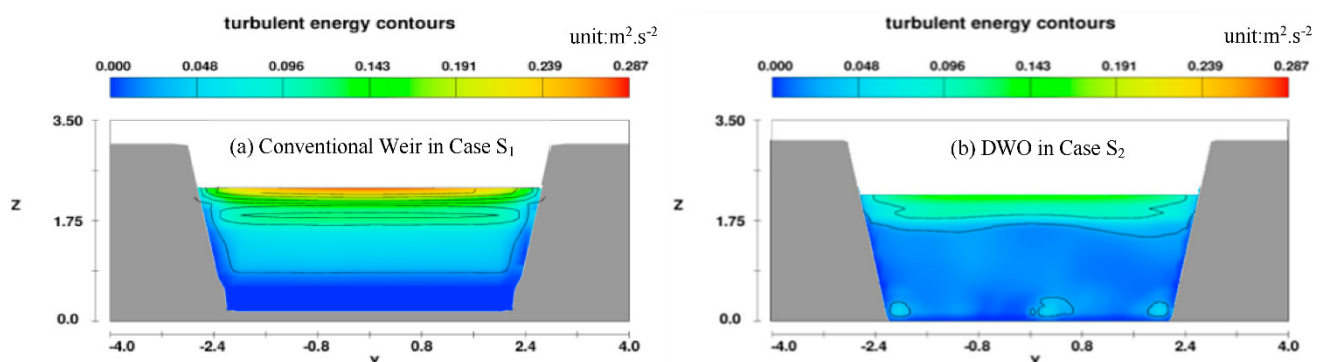 turbulent energy contours
unit:m².s⁻²
0.000 0.048 0.096 0.143 0.191 0.239 0.287
3.50
(a) Conventional Weir in Case S₁
Z
1.75
0.0
-4.0 -2.4 -0.8 0.8 2.4 4.0
Y
turbulent energy contours
unit:m².s⁻²
0.000 0.048 0.096 0.143 0.191 0.239 0.287
3.50
(b) DWO in Case S₂
Z
1.75
0.0
-4.0 -2.4 -0.8 0.8 2.4 4.0
Y